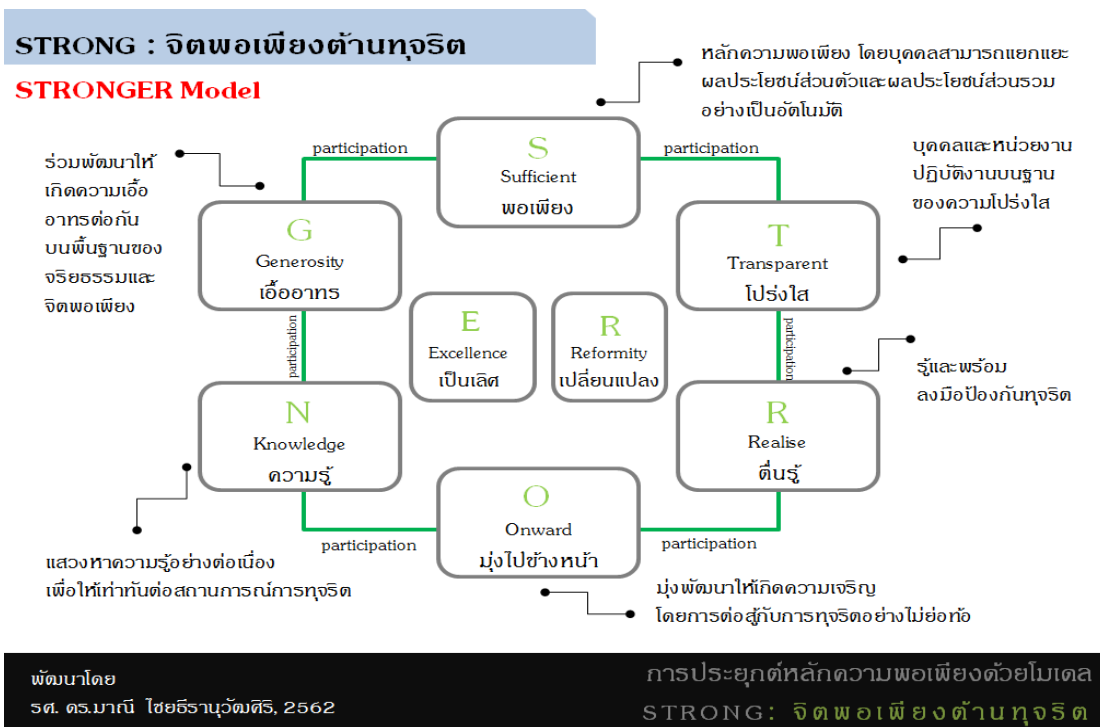 STRONG : จิตพอเพียงต้านทุจริต
STRONGER Model
หลักความพอเพียง โดยบุคคลสามารถแยกแยะ
ผลประโยชน์ส่วนตัวและผลประโยชน์ส่วนรวม
อย่างเป็นอัตโนมัติ
participation
participation
S
Sufficient
พอเพียง
ร่วมพัฒนาให้
เกิดความเอื้อ
อาทรต่อกัน
บนพื้นฐานของ
จริยธรรมและ
จิตพอเพียง
บุคคลและหน่วยงาน
ปฏิบัติงานบนฐาน
ของความโปร่งใส
G
Generosity
เอื้ออาทร
T
Transparent
โปร่งใส
participation
E
Excellence
เป็นเลิศ
R
Reformity
เปลี่ยนแปลง
participation
รู้และพร้อม
ลงมือป้องกันทุจริต
N
Knowledge
ความรู้
R
Realise
ตื่นรู้
O
Onward
มุ่งไปข้างหน้า
participation
participation
แสวงหาความรู้อย่างต่อเนื่อง
เพื่อให้เท่าทันต่อสถานการณ์การทุจริต
มุ่งพัฒนาให้เกิดความเจริญ
โดยการต่อสู้กับการทุจริตอย่างไม่ย่อท้อ
พัฒนาโดย
รศ. ดร.มาณี ไชยธีรานุวัฒศิริ, 2562
การประยุกต์หลักความพอเพียงด้วยโมเดล
STRONG: จิตพอเพียงต้านทุจริต